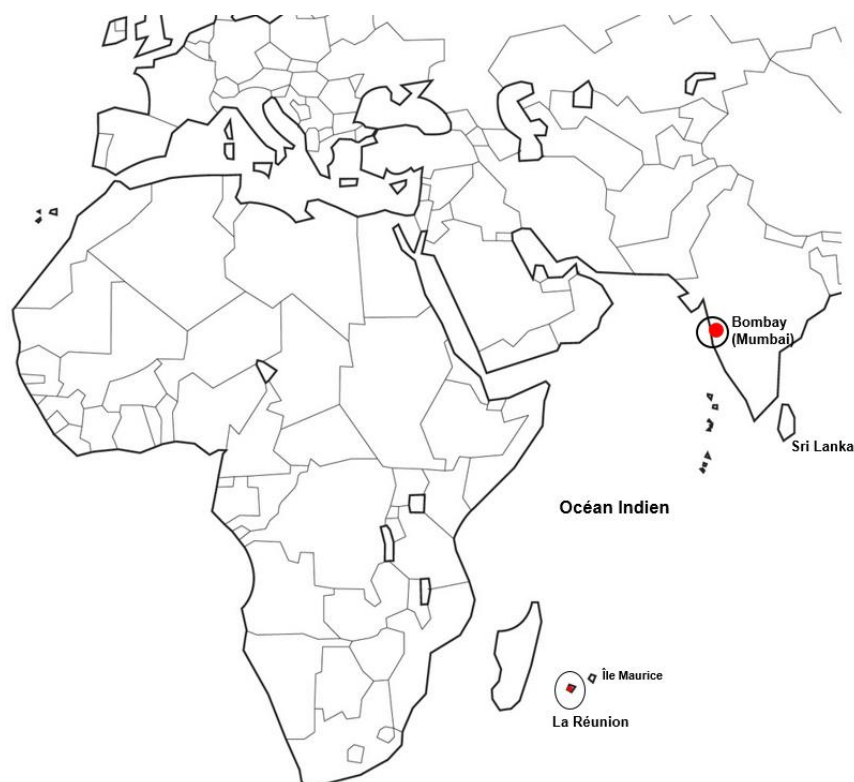 Bombay
(Mumbai)
Sri Lanka
Océan Indien
Île Maurice
La Réunion